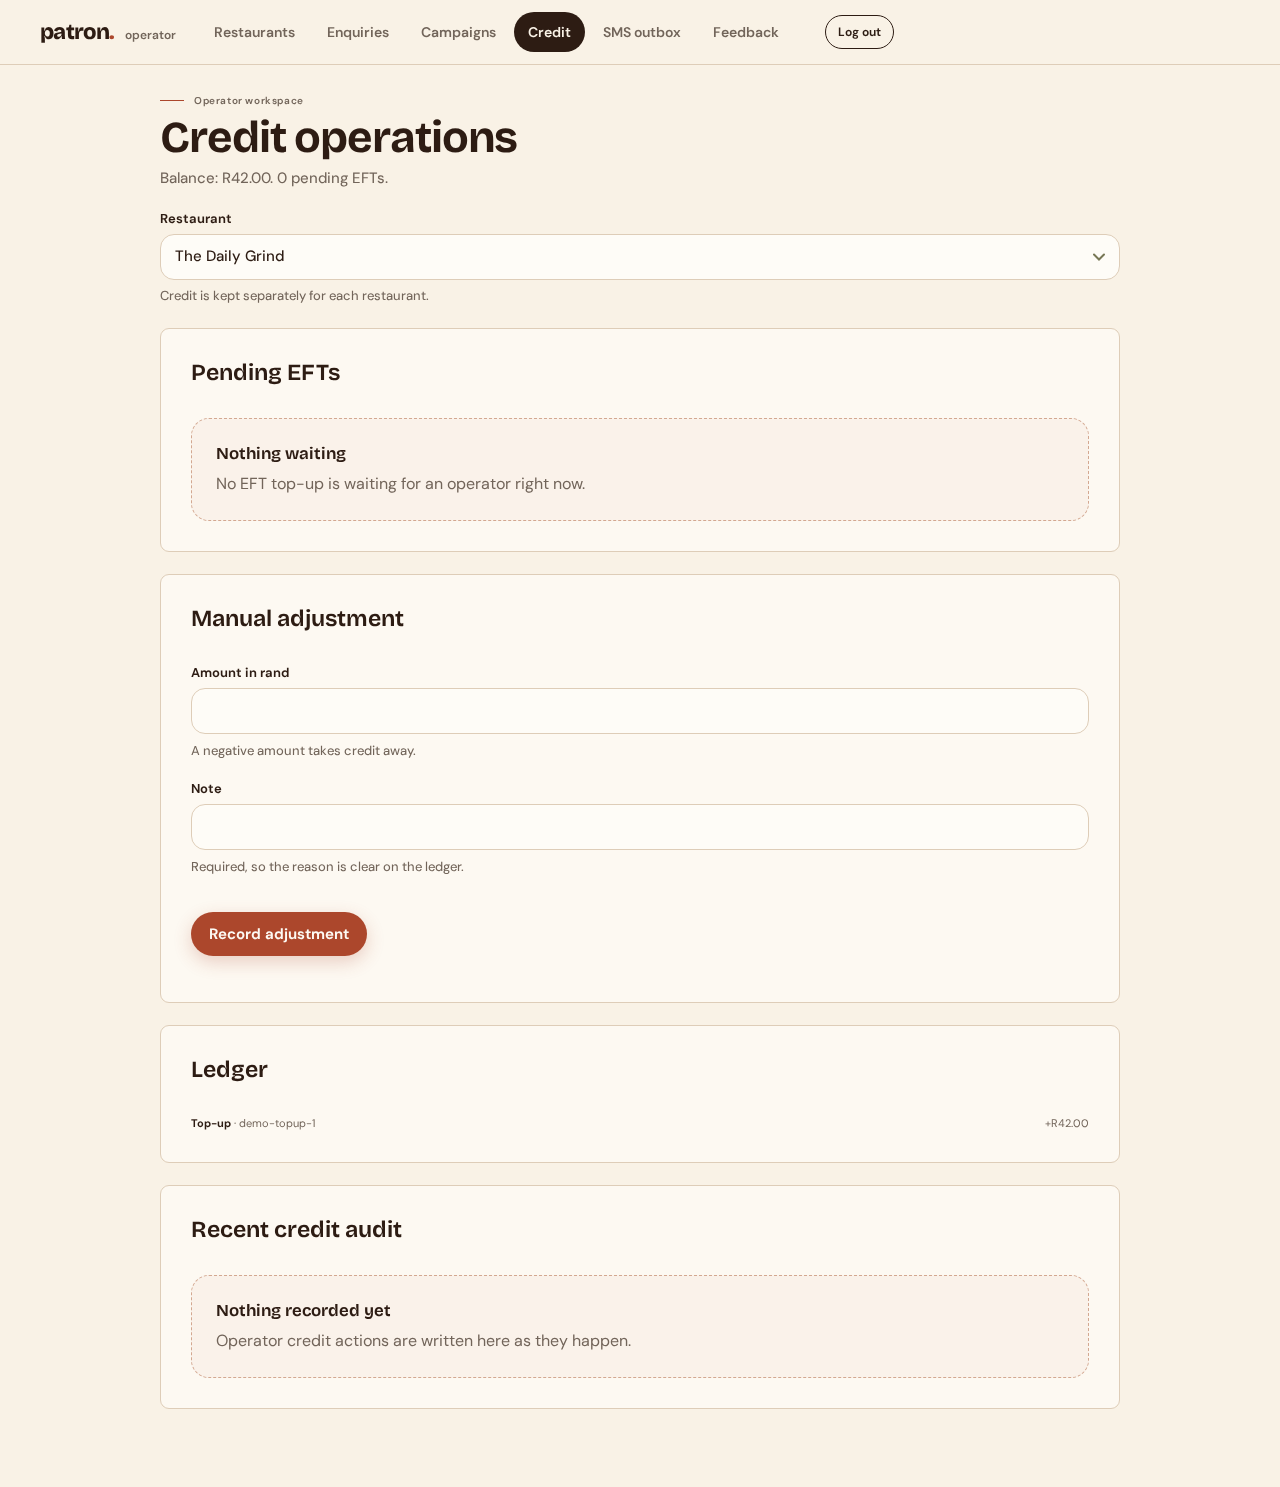 patron. operator Restaurants Enquiries Campaigns Credit SMS outbox Feedback Log out
Operator workspace
Credit operations
Balance: R42.00. 0 pending EFTs.
Restaurant
The Daily Grind
Credit is kept separately for each restaurant.
Pending EFTs
Nothing waiting
No EFT top-up is waiting for an operator right now.
Manual adjustment
Amount in rand
A negative amount takes credit away.
Note
Required, so the reason is clear on the ledger.
Record adjustment
Ledger
Top-up · demo-topup-1 +R42.00
Recent credit audit
Nothing recorded yet
Operator credit actions are written here as they happen.